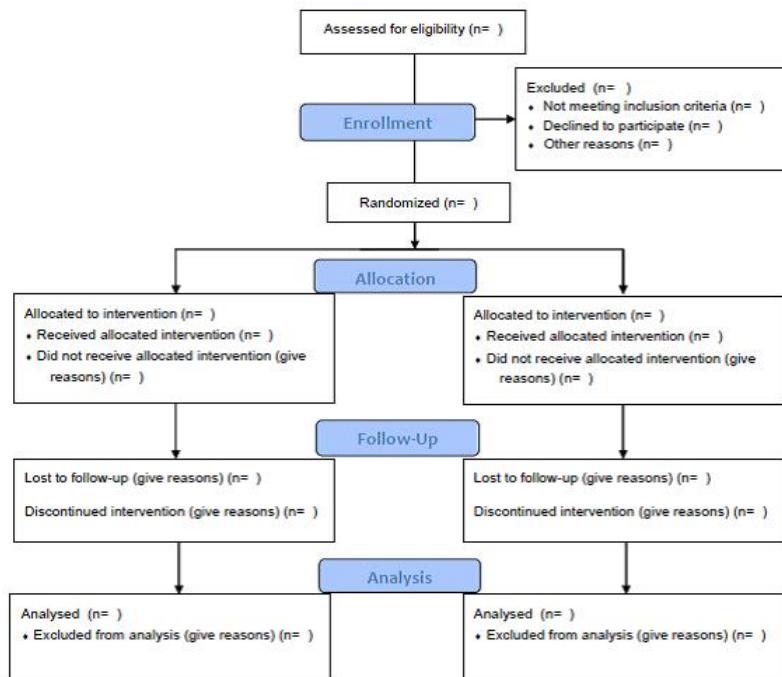 Assessed for eligibility (n= )
Excluded (n= )
♦ Not meeting inclusion criteria (n= )
♦ Declined to participate (n= )
♦ Other reasons (n= )
Enrollment
Randomized (n= )
Allocation
Allocated to intervention (n= )
♦ Received allocated intervention (n= )
♦ Did not receive allocated intervention (give
reasons) (n= )
Allocated to intervention (n= )
♦ Received allocated intervention (n= )
♦ Did not receive allocated intervention (give
reasons) (n= )
Follow-Up
Lost to follow-up (give reasons) (n= )
Discontinued intervention (give reasons) (n= )
Lost to follow-up (give reasons) (n= )
Discontinued intervention (give reasons) (n= )
Analysis
Analysed (n= )
♦ Excluded from analysis (give reasons) (n= )
Analysed (n= )
♦ Excluded from analysis (give reasons) (n= )